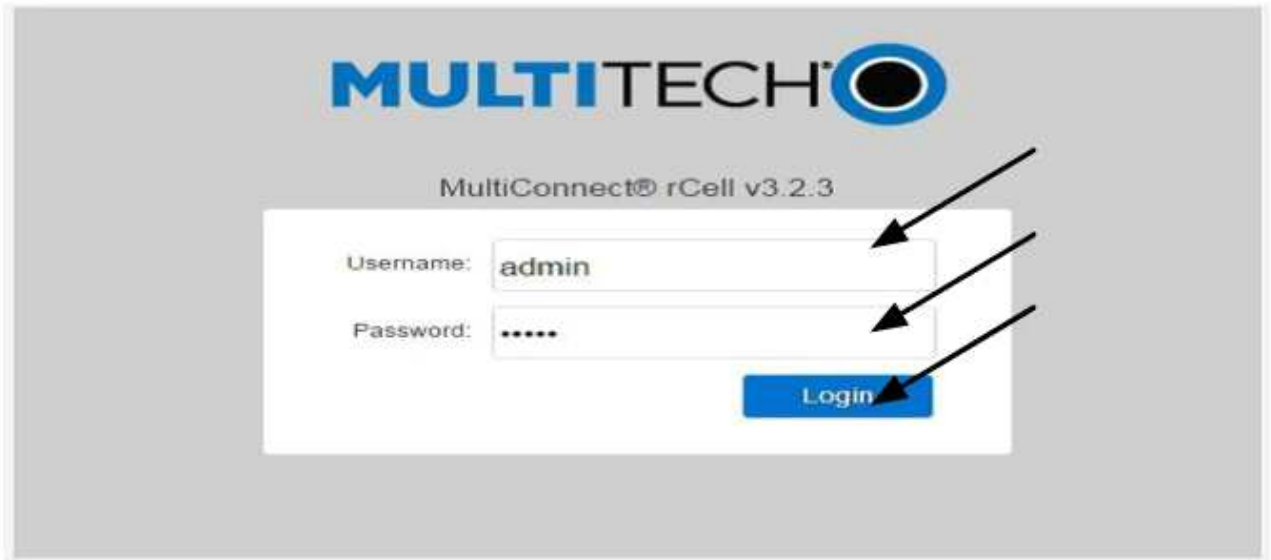 MULTITECH®
MultiConnect® rCell v3.2.3
Username: admin
Password: •••••
Login